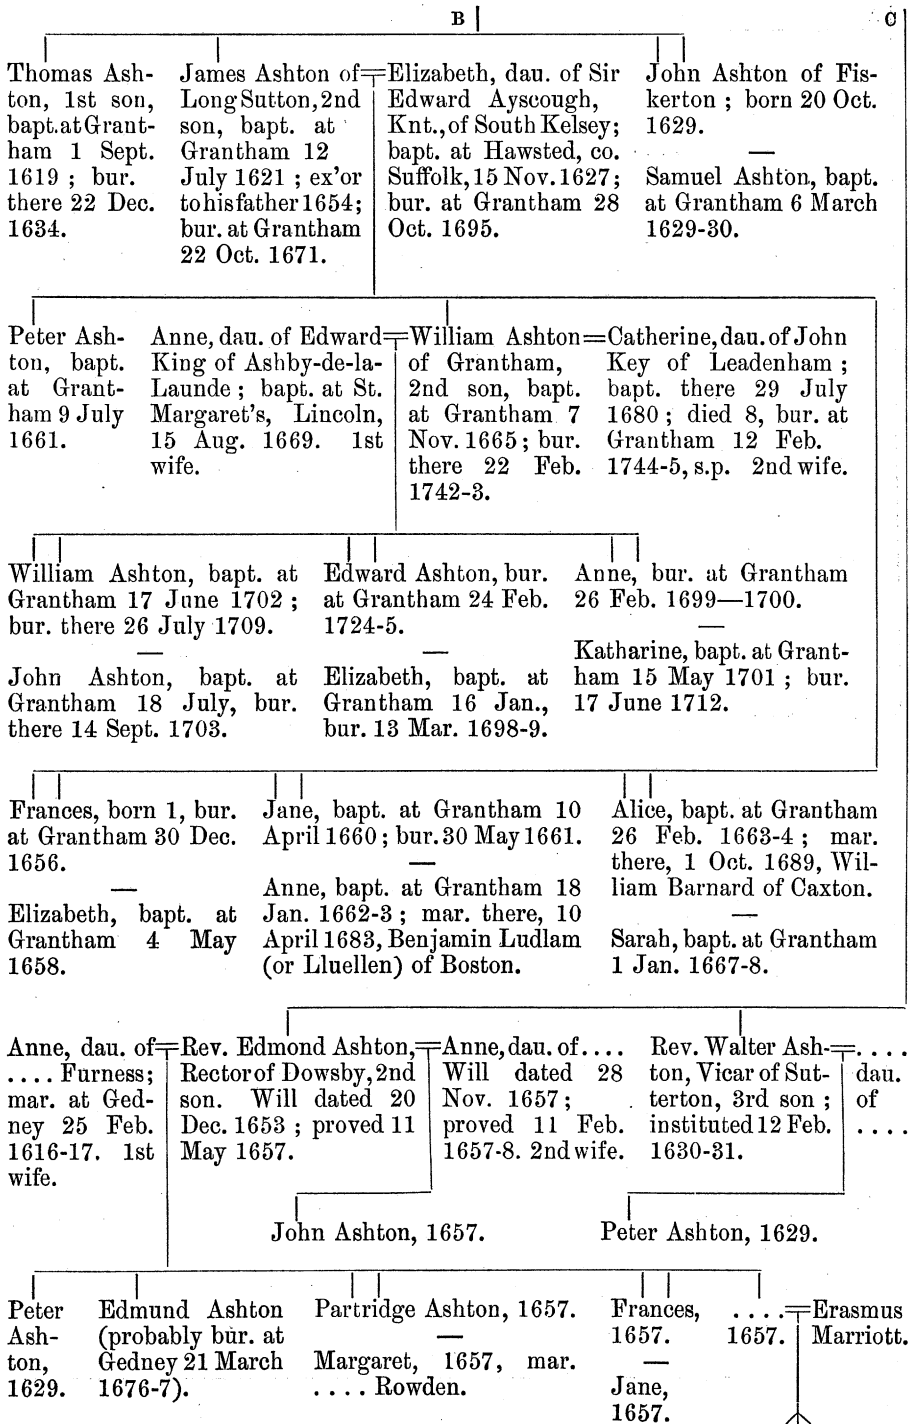 B
C
Thomas Ash-
ton, 1st son,
bapt. at Grant-
ham 1 Sept.
1619 ; bur.
there 22 Dec.
1634.
James Ashton of
Long Sutton, 2nd
son, bapt. at
Grantham 12
July 1621 ; ex'or
to his father 1654;
bur. at Grantham
22 Oct. 1671.
Elizabeth, dau. of Sir
Edward Ayscough,
Knt., of South Kelsey;
bapt. at Hawsted, co.
Suffolk, 15 Nov. 1627;
bur. at Grantham 28
Oct. 1695.
John Ashton of Fis-
kerton ; born 20 Oct.
1629.
—
Samuel Ashton, bapt.
at Grantham 6 March
1629-30.
Peter Ash-
ton, bapt.
at Grant-
ham 9 July
1661.
Anne, dau. of Edward
King of Ashby-de-la-
Launde ; bapt. at St.
Margaret's, Lincoln,
15 Aug. 1669. 1st
wife.
William Ashton
of Grantham,
2nd son, bapt.
at Grantham 7
Nov. 1665 ; bur.
there 22 Feb.
1742-3.
Catherine, dau. of John
Key of Leadenham ;
bapt. there 29 July
1680 ; died 8, bur. at
Grantham 12 Feb.
1744-5, s.p. 2nd wife.
William Ashton, bapt. at
Grantham 17 June 1702 ;
bur. there 26 July 1709.
—
John Ashton, bapt. at
Grantham 18 July, bur.
there 14 Sept. 1703.
Edward Ashton, bur.
at Grantham 24 Feb.
1724-5.
—
Elizabeth, bapt. at
Grantham 16 Jan.,
bur. 13 Mar. 1698-9.
Anne, bur. at Grantham
26 Feb. 1699—1700.
—
Katharine, bapt. at Grant-
ham 15 May 1701 ; bur.
17 June 1712.
Frances, born 1, bur.
at Grantham 30 Dec.
1656.
—
Elizabeth, bapt. at
Grantham 4 May
1658.
Jane, bapt. at Grantham 10
April 1660 ; bur. 30 May 1661.
—
Anne, bapt. at Grantham 18
Jan. 1662-3 ; mar. there, 10
April 1683, Benjamin Ludlam
(or Lluellen) of Boston.
Alice, bapt. at Grantham
26 Feb. 1663-4 ; mar.
there, 1 Oct. 1689, Wil-
liam Barnard of Caxton.
—
Sarah, bapt. at Grantham
1 Jan. 1667-8.
Anne, dau. of
.... Furness;
mar. at Ged-
ney 25 Feb.
1616-17. 1st
wife.
Rev. Edmond Ashton,
Rector of Dowsby, 2nd
son. Will dated 20
Dec. 1653 ; proved 11
May 1657.
Anne, dau. of ....
Will dated 28
Nov. 1657 ;
proved 11 Feb.
1657-8. 2nd wife.
Rev. Walter Ash-
ton, Vicar of Sut-
terton, 3rd son ;
instituted 12 Feb.
1630-31.
....
dau.
of
....
John Ashton, 1657.
Peter Ashton, 1629.
Peter
Ash-
ton,
1629.
Edmund Ashton
(probably bur. at
Gedney 21 March
1676-7).
Partridge Ashton, 1657.
—
Margaret, 1657, mar.
.... Rowden.
Frances,
1657.
—
Jane,
1657.
....
1657.
Erasmus
Marriott.